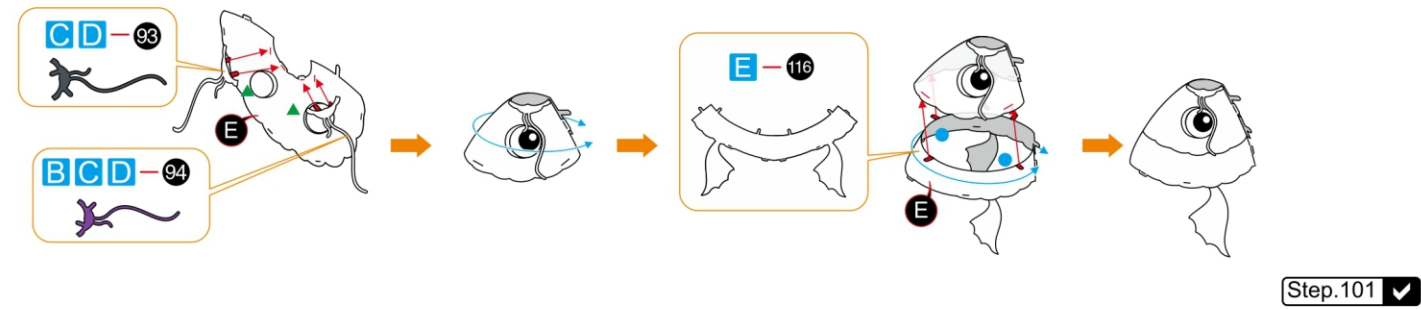 C D — 93
E
B C D — 94
E — 116
E
Step.101